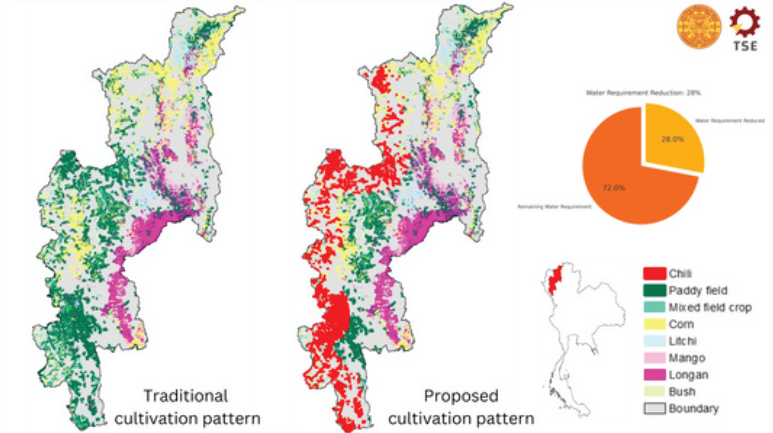 TSE
Water Requirement Reduction: 28%
Water Requirement Reduced
28.0%
72.0%
Remaining Water Requirement
Chili
Paddy field
Mixed field crop
Corn
Litchi
Mango
Longan
Bush
Boundary
Traditional
cultivation pattern
Proposed
cultivation pattern